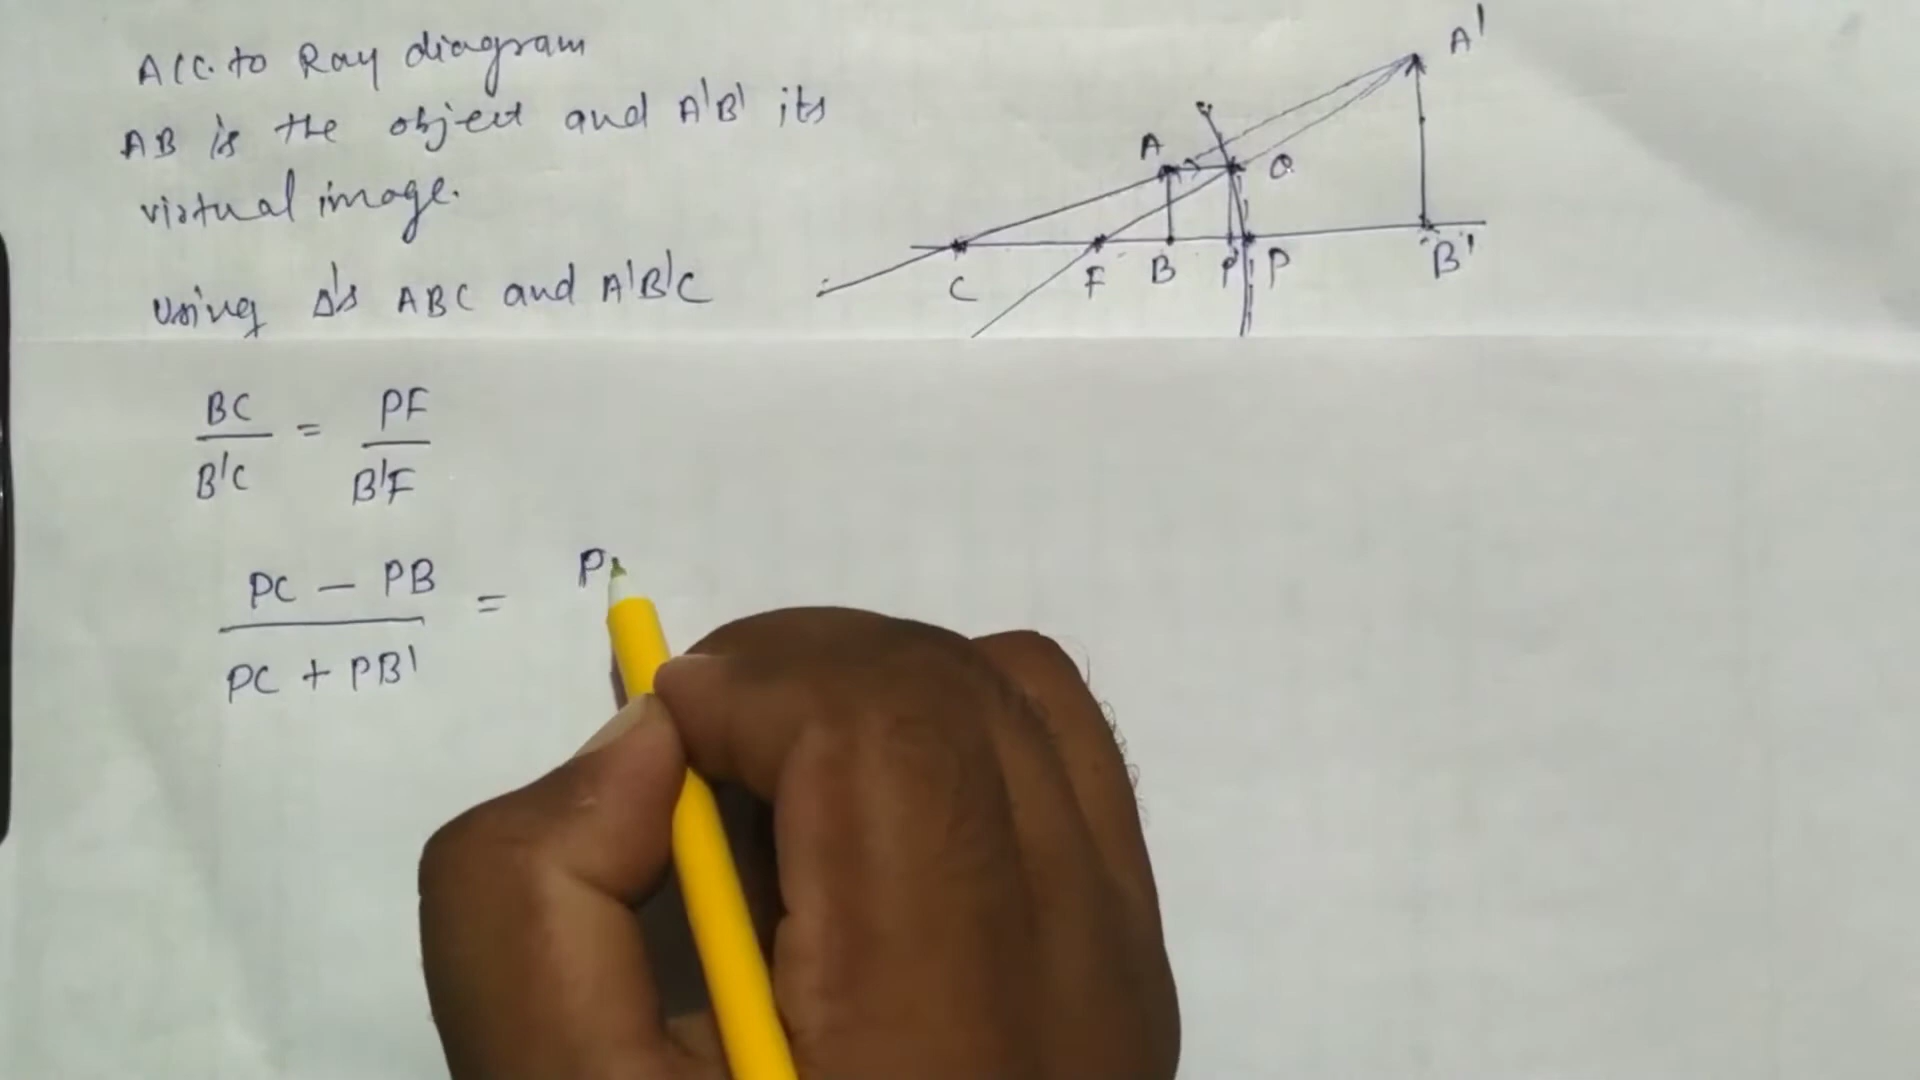 Acc. to Ray diagram
AB is the object and A'B' its
virtual image.
Using Δ's ABC and A'B'C
BC / B'C = PF / B'F
PC - PB / PC + PB' = P
A'
A
Q
C F B P' P B'